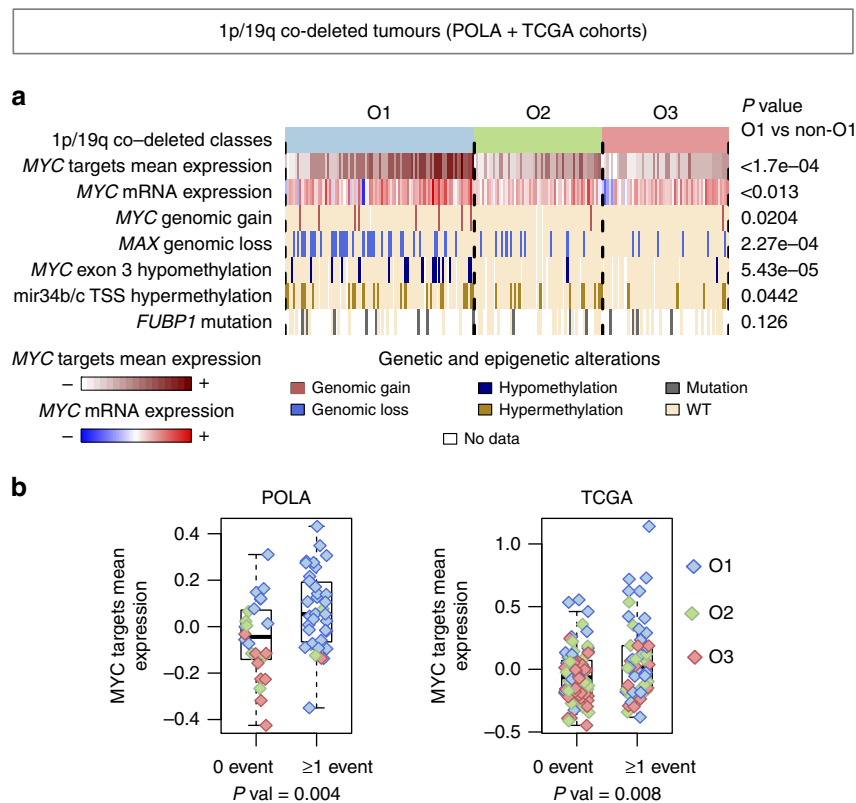 1p/19q co-deleted tumours (POLA + TCGA cohorts)
a
O1 O2 O3
P value
O1 vs non-O1
1p/19q co–deleted classes
MYC targets mean expression <1.7e–04
MYC mRNA expression <0.013
MYC genomic gain 0.0204
MAX genomic loss 2.27e–04
MYC exon 3 hypomethylation 5.43e–05
mir34b/c TSS hypermethylation 0.0442
FUBP1 mutation 0.126
MYC targets mean expression
– +
MYC mRNA expression
– +
Genetic and epigenetic alterations
Genomic gain Hypomethylation Mutation
Genomic loss Hypermethylation WT
No data
b
POLA
MYC targets mean
expression
0.4
0.2
0.0
–0.2
–0.4
0 event ≥1 event
P val = 0.004
TCGA
MYC targets mean
expression
1.0
0.5
0.0
–0.5
0 event ≥1 event
P val = 0.008
O1
O2
O3